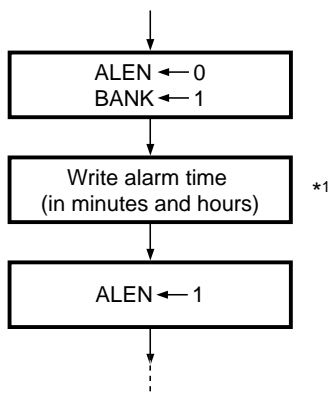 ALEN ← 0
BANK ← 1
Write alarm time
(in minutes and hours)
*1
ALEN ← 1